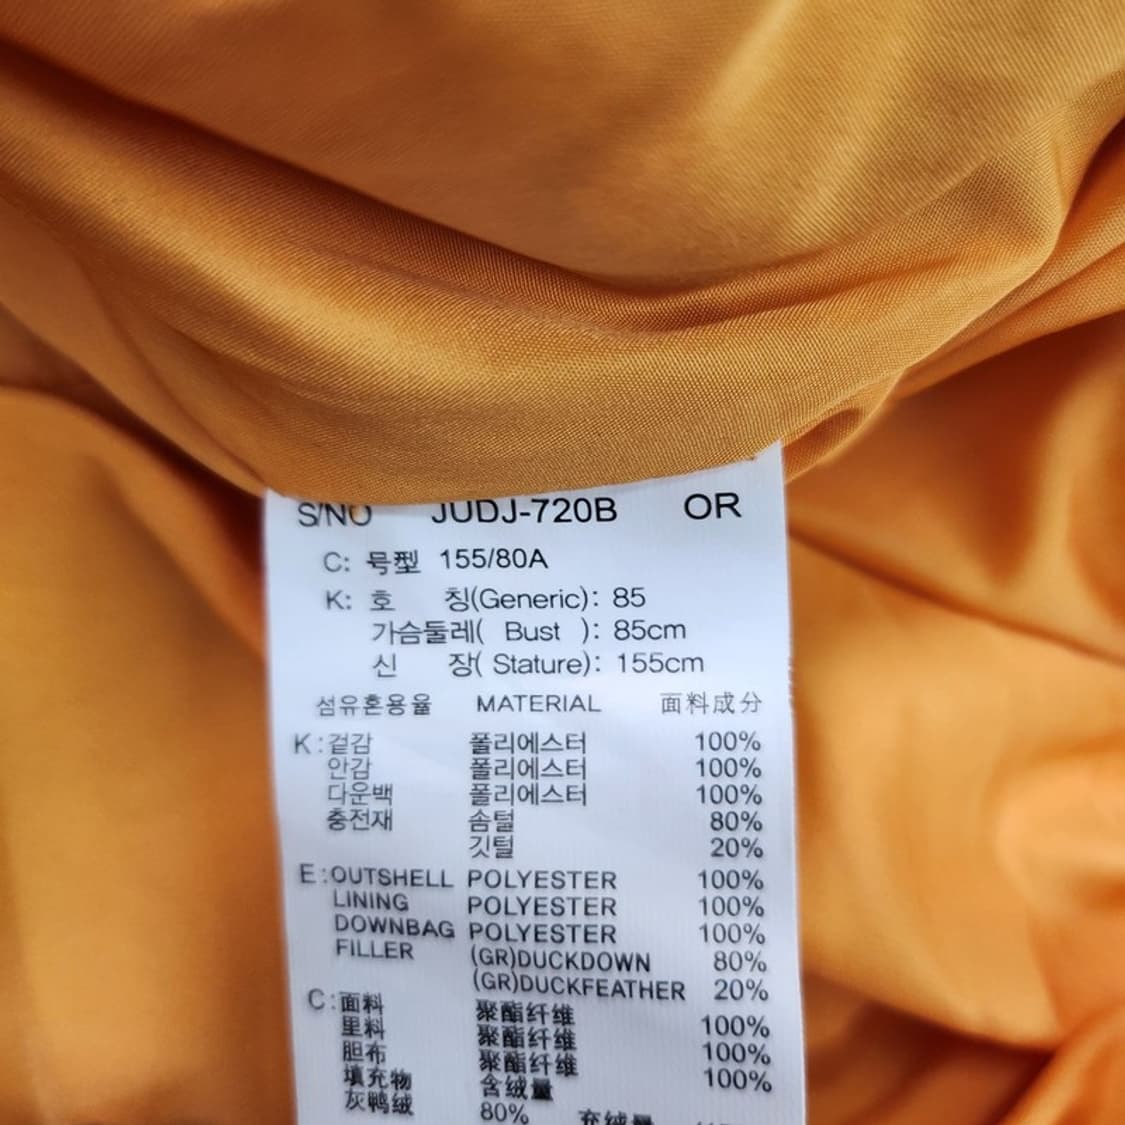 S/NO JUDJ-720B OR
C: 号型 155/80A
K: 호 칭(Generic): 85
가슴둘레( Bust ): 85cm
신 장( Stature): 155cm
섬유혼용율 MATERIAL 面料成分
K:겉감 폴리에스터 100%
안감 폴리에스터 100%
다운백 폴리에스터 100%
충전재 솜털 80%
깃털 20%
E:OUTSHELL POLYESTER 100%
LINING POLYESTER 100%
DOWNBAG POLYESTER 100%
FILLER (GR)DUCKDOWN 80%
(GR)DUCKFEATHER 20%
C:面料 聚酯纤维 100%
里料 聚酯纤维 100%
胆布 聚酯纤维 100%
填充物 含绒量
灰鸭绒 80% 充绒量